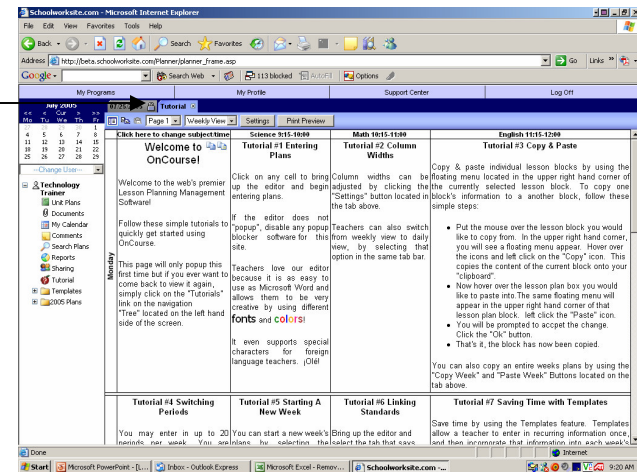 Schoolworksite.com - Microsoft Internet Explorer
File Edit View Favorites Tools Help
Back Search Favorites
Address http://beta.schoolworksite.com/Planner/planner_frame.asp Go Links
Google Search Web 113 blocked AutoFill Options
My Programs My Profile Support Center Log Off
July 2005 Tutorial
<< < Cur > >> Page 1 Weekly View Settings Print Preview
Mo Tu We Th Fr
27 28 29 30 1
4 5 6 7 8
11 12 13 14 15
18 19 20 21 22
25 26 27 28 29
--Change User--
Technology
Trainer
Unit Plans
Documents
My Calendar
Comments
Search Plans
Reports
Sharing
Tutorial
Templates
2005 Plans
Monday
Click here to change subject/time
Welcome to
OnCourse!
Welcome to the web's premier
Lesson Planning Management
Software!
Follow these simple tutorials to
quickly get started using
OnCourse.
This page will only popup this
first time but if you ever want to
come back to view it again,
simply click on the "Tutorials"
link on the navigation
"Tree" located on the left hand
side of the screen.
Science 9:15-10:00
Tutorial #1 Entering
Plans
Click on any cell to bring
up the editor and begin
entering plans.
If the editor does not
"popup", disable any popup
blocker software for this
site.
Teachers love our editor
because it is as easy to
use as Microsoft Word and
allows them to be very
creative by using different
fonts and colors!
It even supports special
characters for foreign
language teachers. ¡Olé!
Math 10:15-11:00
Tutorial #2 Column
Widths
Column widths can be
adjusted by clicking the
"Settings" button located in
the tab above.
Teachers can also switch
from weekly view to daily
view, by selecting that
option in the same tab bar.
English 11:15-12:00
Tutorial #3 Copy & Paste
Copy & paste individual lesson blocks by using the
floating menu located in the upper right hand corner of
the currently selected lesson block. To copy one
block's information to a another block, follow these
simple steps:
• Put the mouse over the lesson block you would
like to copy from. In the upper right hand corner,
you will see a floating menu appear. Hover over
the icons and left click on the "Copy" icon. This
copies the content of the current block onto your
"clipboard".
• Now hover over the lesson plan box you would
like to paste into.The same floating menu will
appear in the upper right hand corner of that
lesson plan block. left click the "Paste" icon.
• You will be prompted to accpet the change.
Click the "Ok" button.
• That's it, the block has now been copied.
You can also copy an entire weeks plans by using the
"Copy Week" and "Paste Week" Buttons located on the
tab above.
Tutorial #4 Switching
Periods
You may enter in up to 20
periods per week. You are
Tutorial #5 Starting A
New Week
You can start a new week's
plans by selecting the
Tutorial #6 Linking
Standards
Bring up the editor and
select the tab that says
Tutorial #7 Saving Time with Templates
Save time by using the Templates feature. Templates
allow a teacher to enter in recurring information once,
and then incorporate that information into each week's
Done Internet
Start Microsoft PowerPoint - [L... Inbox - Outlook Express Microsoft Excel - Remov... Schoolworksite.com -... 9:20 AM